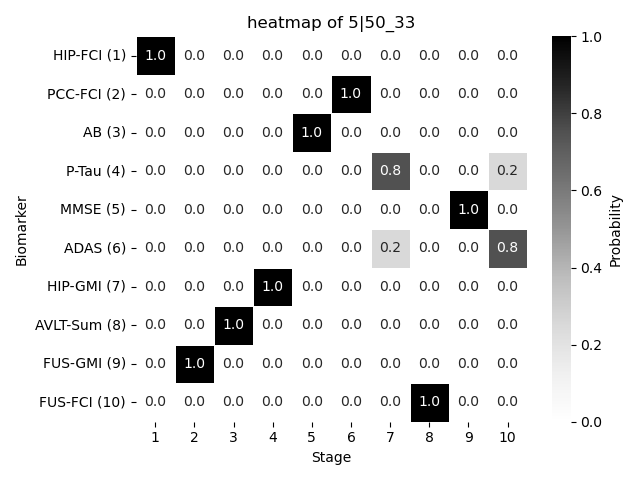 heatmap of 5|50_33
HIP-FCI (1) 1.0 0.0 0.0 0.0 0.0 0.0 0.0 0.0 0.0 0.0
PCC-FCI (2) 0.0 0.0 0.0 0.0 0.0 1.0 0.0 0.0 0.0 0.0
AB (3) 0.0 0.0 0.0 0.0 1.0 0.0 0.0 0.0 0.0 0.0
P-Tau (4) 0.0 0.0 0.0 0.0 0.0 0.0 0.8 0.0 0.0 0.2
MMSE (5) 0.0 0.0 0.0 0.0 0.0 0.0 0.0 0.0 1.0 0.0
ADAS (6) 0.0 0.0 0.0 0.0 0.0 0.0 0.2 0.0 0.0 0.8
HIP-GMI (7) 0.0 0.0 0.0 1.0 0.0 0.0 0.0 0.0 0.0 0.0
AVLT-Sum (8) 0.0 0.0 1.0 0.0 0.0 0.0 0.0 0.0 0.0 0.0
FUS-GMI (9) 0.0 1.0 0.0 0.0 0.0 0.0 0.0 0.0 0.0 0.0
FUS-FCI (10) 0.0 0.0 0.0 0.0 0.0 0.0 0.0 1.0 0.0 0.0
1 2 3 4 5 6 7 8 9 10
Stage
Biomarker
1.0
0.8
0.6
0.4
0.2
0.0
Probability